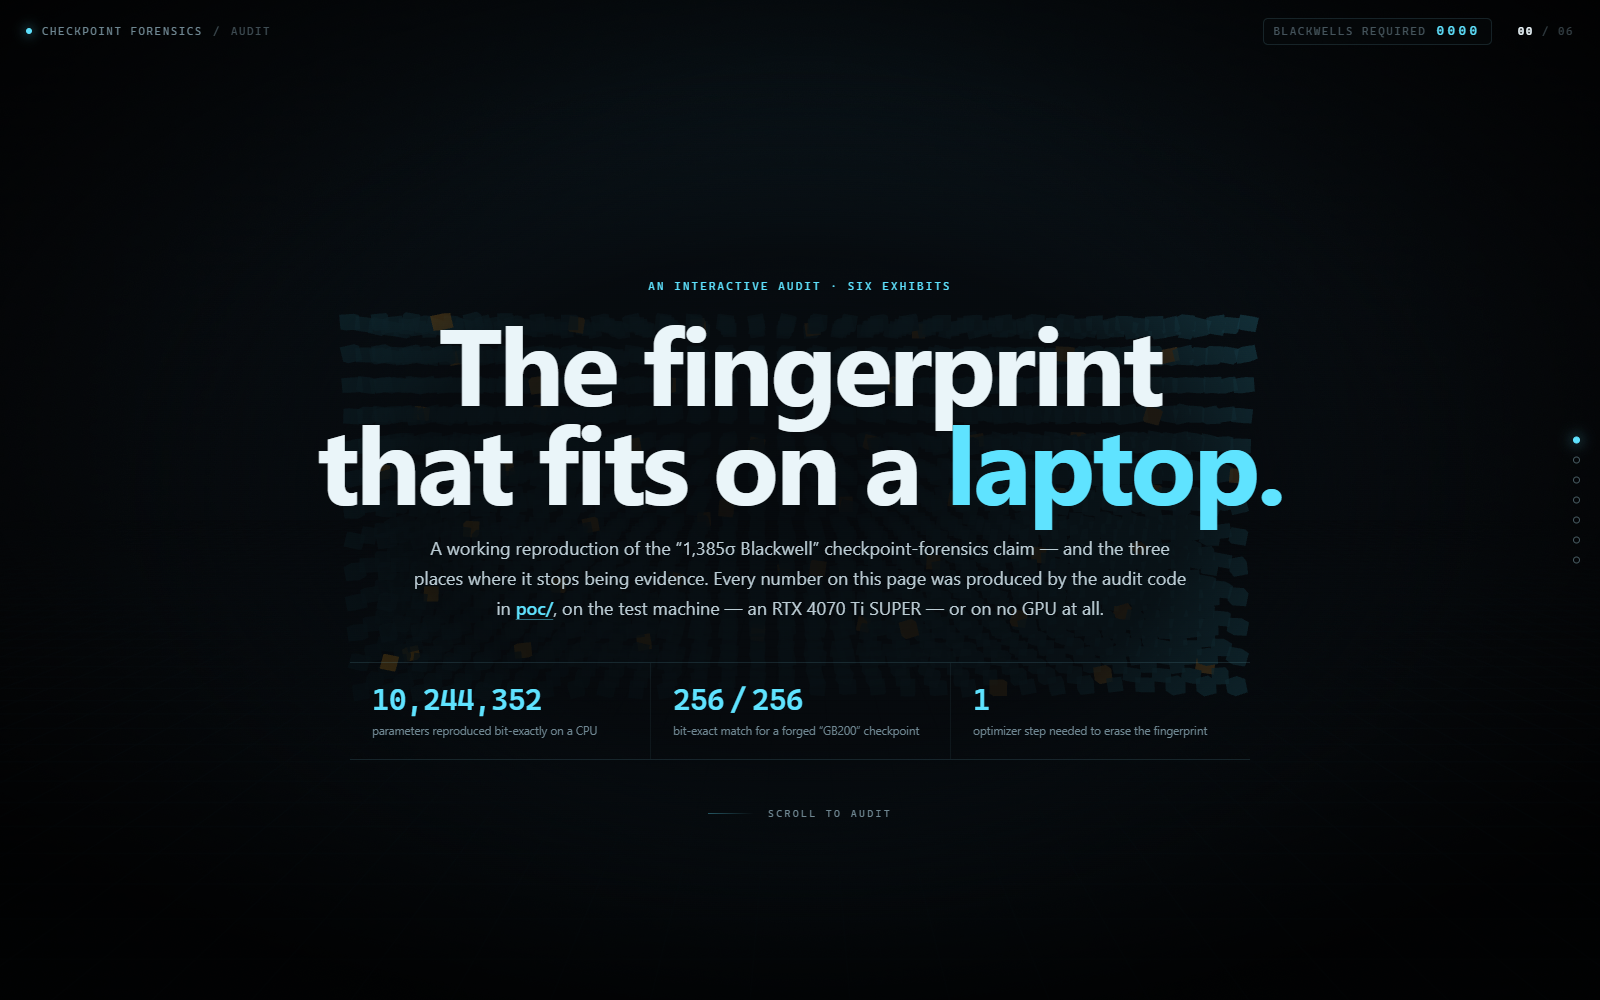 CHECKPOINT FORENSICS / AUDIT
BLACKWELLS REQUIRED 0000
00 / 06
AN INTERACTIVE AUDIT · SIX EXHIBITS
The fingerprint
that fits on a laptop.
A working reproduction of the “1,385σ Blackwell” checkpoint-forensics claim — and the three
places where it stops being evidence. Every number on this page was produced by the audit code
in poc/, on the test machine — an RTX 4070 Ti SUPER — or on no GPU at all.
10,244,352
parameters reproduced bit-exactly on a CPU
256 / 256
bit-exact match for a forged “GB200” checkpoint
1
optimizer step needed to erase the fingerprint
SCROLL TO AUDIT